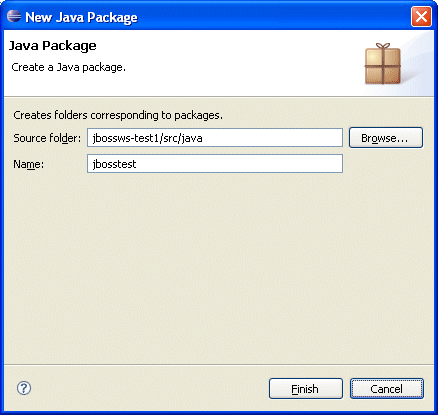 New Java Package
Java Package
Create a Java package.
Creates folders corresponding to packages.
Source folder: jbossws-test1/src/java Browse...
Name: jbosstest
Finish Cancel